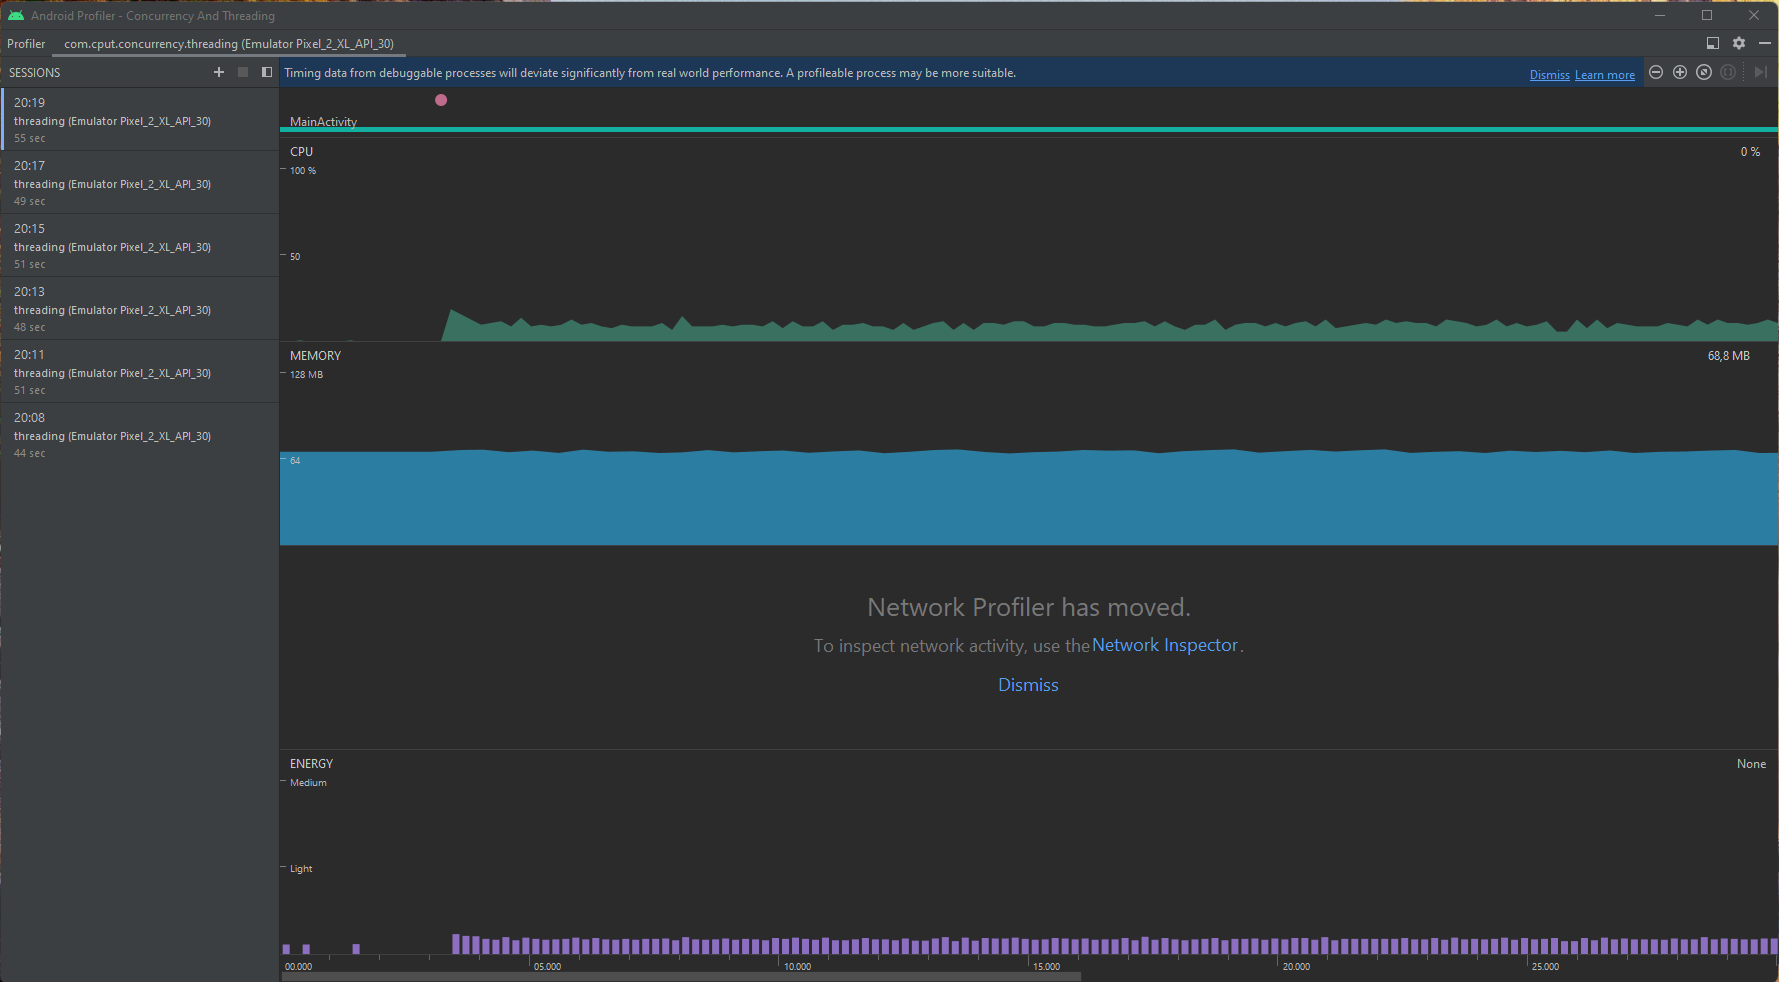 Android Profiler - Concurrency And Threading
Profiler com.cput.concurrency.threading (Emulator Pixel_2_XL_API_30)
SESSIONS
Timing data from debuggable processes will deviate significantly from real world performance. A profileable process may be more suitable.
Dismiss Learn more
20:19
threading (Emulator Pixel_2_XL_API_30)
55 sec
20:17
threading (Emulator Pixel_2_XL_API_30)
49 sec
20:15
threading (Emulator Pixel_2_XL_API_30)
51 sec
20:13
threading (Emulator Pixel_2_XL_API_30)
48 sec
20:11
threading (Emulator Pixel_2_XL_API_30)
51 sec
20:08
threading (Emulator Pixel_2_XL_API_30)
44 sec
MainActivity
CPU 0 %
100 %
50
MEMORY 68,8 MB
128 MB
64
Network Profiler has moved.
To inspect network activity, use the Network Inspector.
Dismiss
ENERGY None
Medium
Light
00.000 05.000 10.000 15.000 20.000 25.000